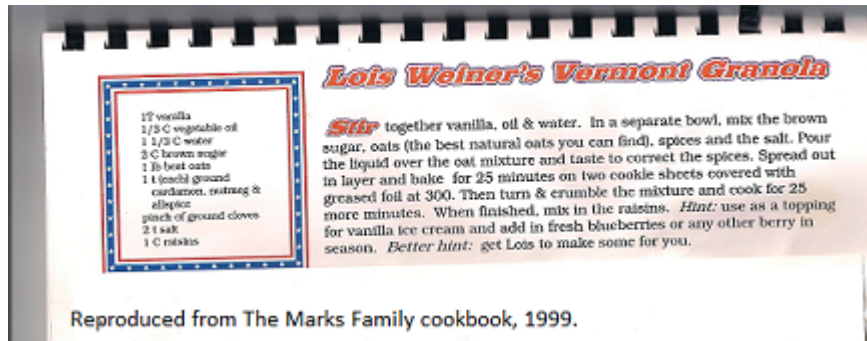 Lois Weiner's Vermont Granola
1T vanilla
1/3 C vegetable oil
1 1/3 C water
2 C brown sugar
1 lb best oats
1 t (each) ground
cardamon, nutmeg &
allspice
pinch of ground cloves
2 t salt
1 C raisins
Stir together vanilla, oil & water. In a separate bowl, mix the brown
sugar, oats (the best natural oats you can find), spices and the salt. Pour
the liquid over the oat mixture and taste to correct the spices. Spread out
in layer and bake for 25 minutes on two cookie sheets covered with
greased foil at 300. Then turn & crumble the mixture and cook for 25
more minutes. When finished, mix in the raisins. Hint: use as a topping
for vanilla ice cream and add in fresh blueberries or any other berry in
season. Better hint: get Lois to make some for you.
Reproduced from The Marks Family cookbook, 1999.